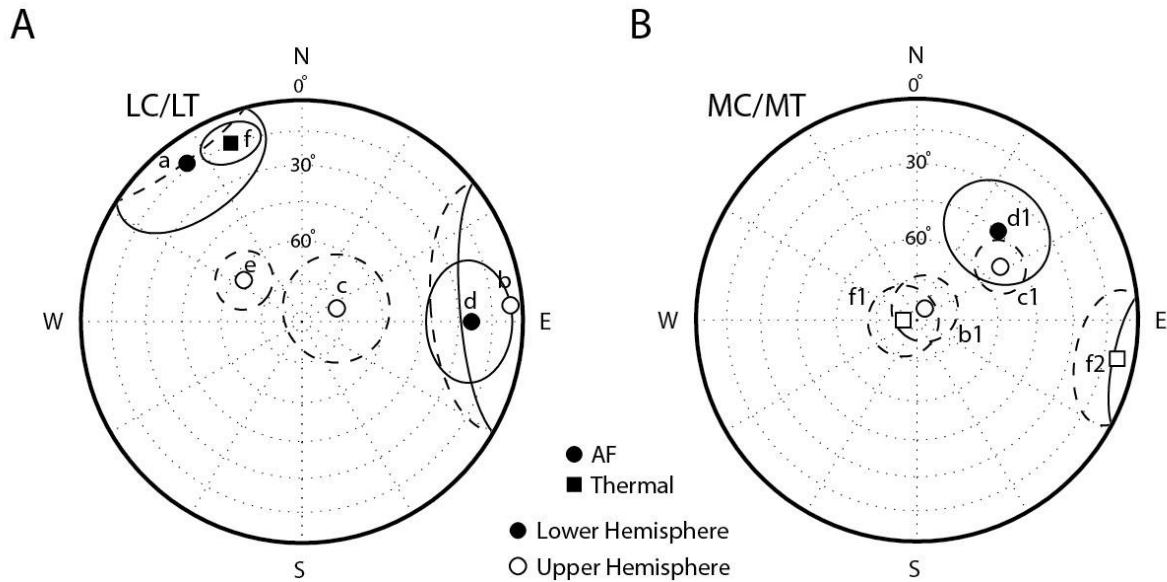 A
B
N
0°
LC/LT
a
f
30°
60°
e
c
b
d
W
E
S
N
0°
MC/MT
30°
d1
60°
c1
f1
b1
f2
W
E
S
AF
Thermal
Lower Hemisphere
Upper Hemisphere